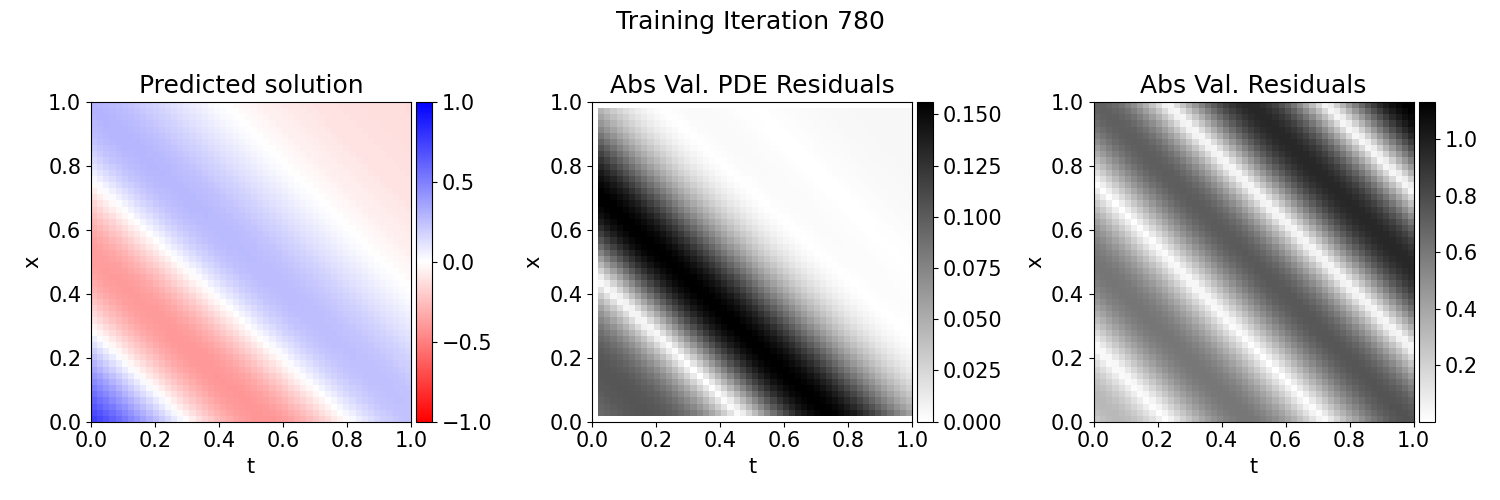 Training Iteration 780
Predicted solution
Abs Val. PDE Residuals
Abs Val. Residuals
1.0
0.8
0.6
0.4
0.2
0.0
x
0.0 0.2 0.4 0.6 0.8 1.0
t
1.0
0.5
0.0
−0.5
−1.0
1.0
0.8
0.6
0.4
0.2
0.0
x
0.0 0.2 0.4 0.6 0.8 1.0
t
0.150
0.125
0.100
0.075
0.050
0.025
0.000
1.0
0.8
0.6
0.4
0.2
0.0
x
0.0 0.2 0.4 0.6 0.8 1.0
t
1.0
0.8
0.6
0.4
0.2